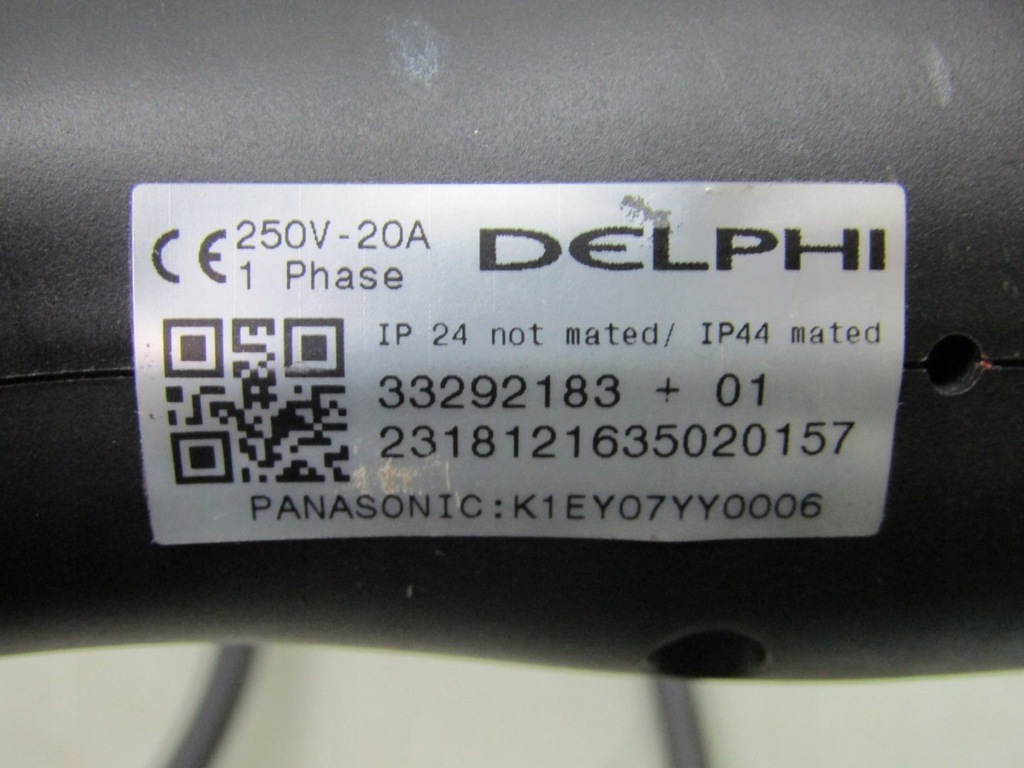 CE 250V-20A DELPHI
1 Phase
IP 24 not mated/ IP44 mated
33292183 + 01
2318121635020157
PANASONIC:K1EY07YY0006